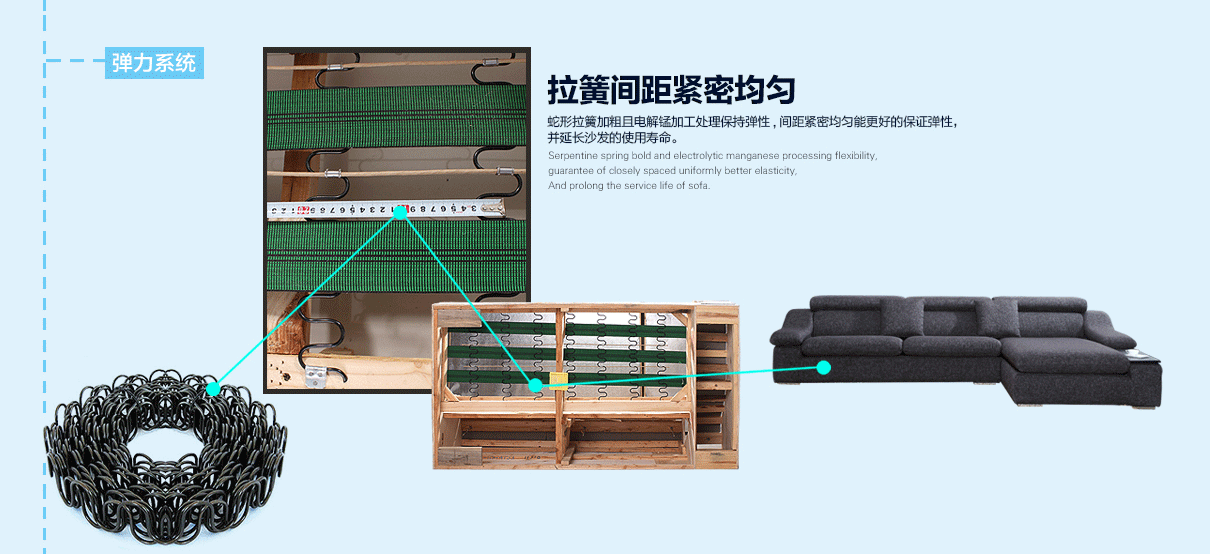 弹力系统
拉簧间距紧密均匀
蛇形拉簧加粗且电解锰加工处理保持弹性,间距紧密均匀能更好的保证弹性,
并延长沙发的使用寿命。
Serpentine spring bold and electrolytic manganese processing flexibility,
guarantee of closely spaced uniformly better elasticity,
And prolong the service life of sofa.